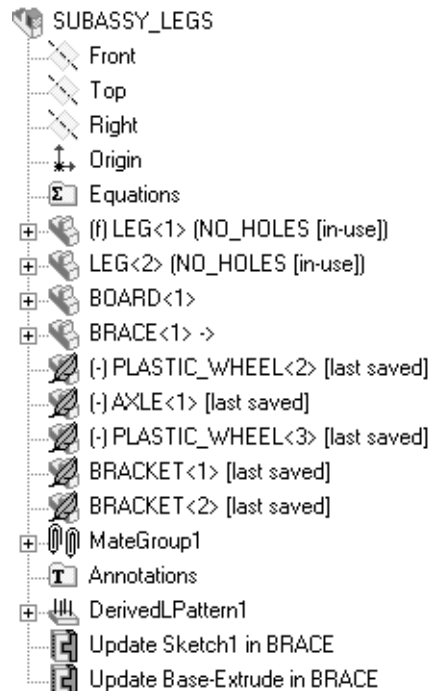 SUBASSY_LEGS
Front
Top
Right
Origin
Σ Equations
(f) LEG<1> (NO_HOLES [in-use])
LEG<2> (NO_HOLES [in-use])
BOARD<1>
BRACE<1> ->
(-) PLASTIC_WHEEL<2> [last saved]
(-) AXLE<1> [last saved]
(-) PLASTIC_WHEEL<3> [last saved]
BRACKET<1> [last saved]
BRACKET<2> [last saved]
MateGroup1
T Annotations
DerivedLPattern1
Update Sketch1 in BRACE
Update Base-Extrude in BRACE